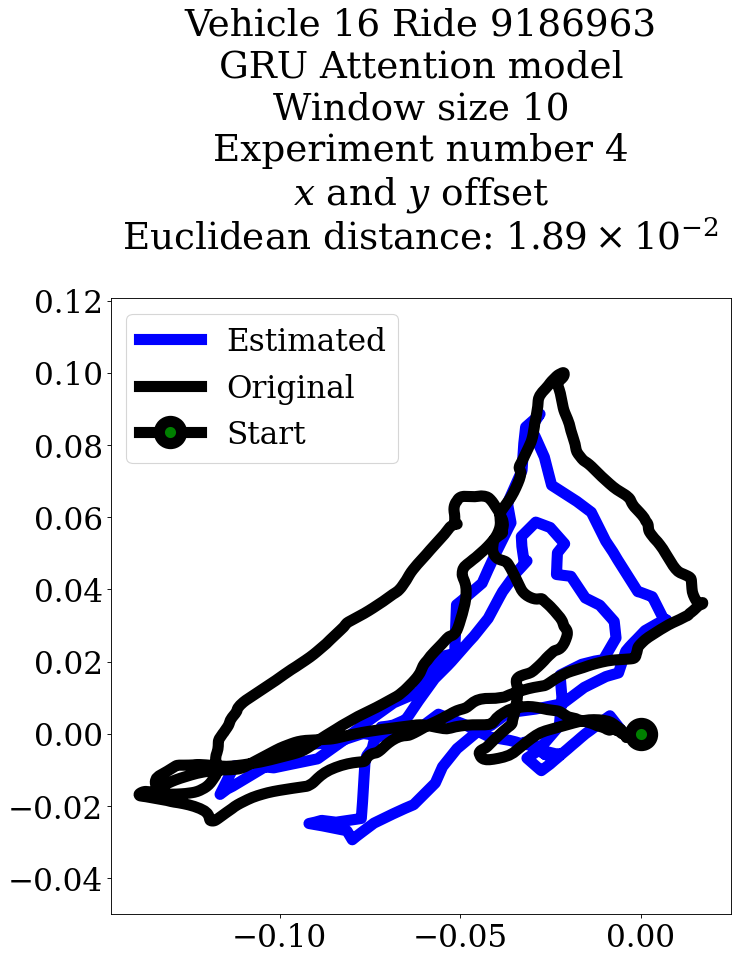 Vehicle 16 Ride 9186963
GRU Attention model
Window size 10
Experiment number 4
x and y offset
Euclidean distance: 1.89 × 10⁻²
0.12
0.10
0.08
0.06
0.04
0.02
0.00
−0.02
−0.04
Estimated
Original
Start
−0.10 −0.05 0.00